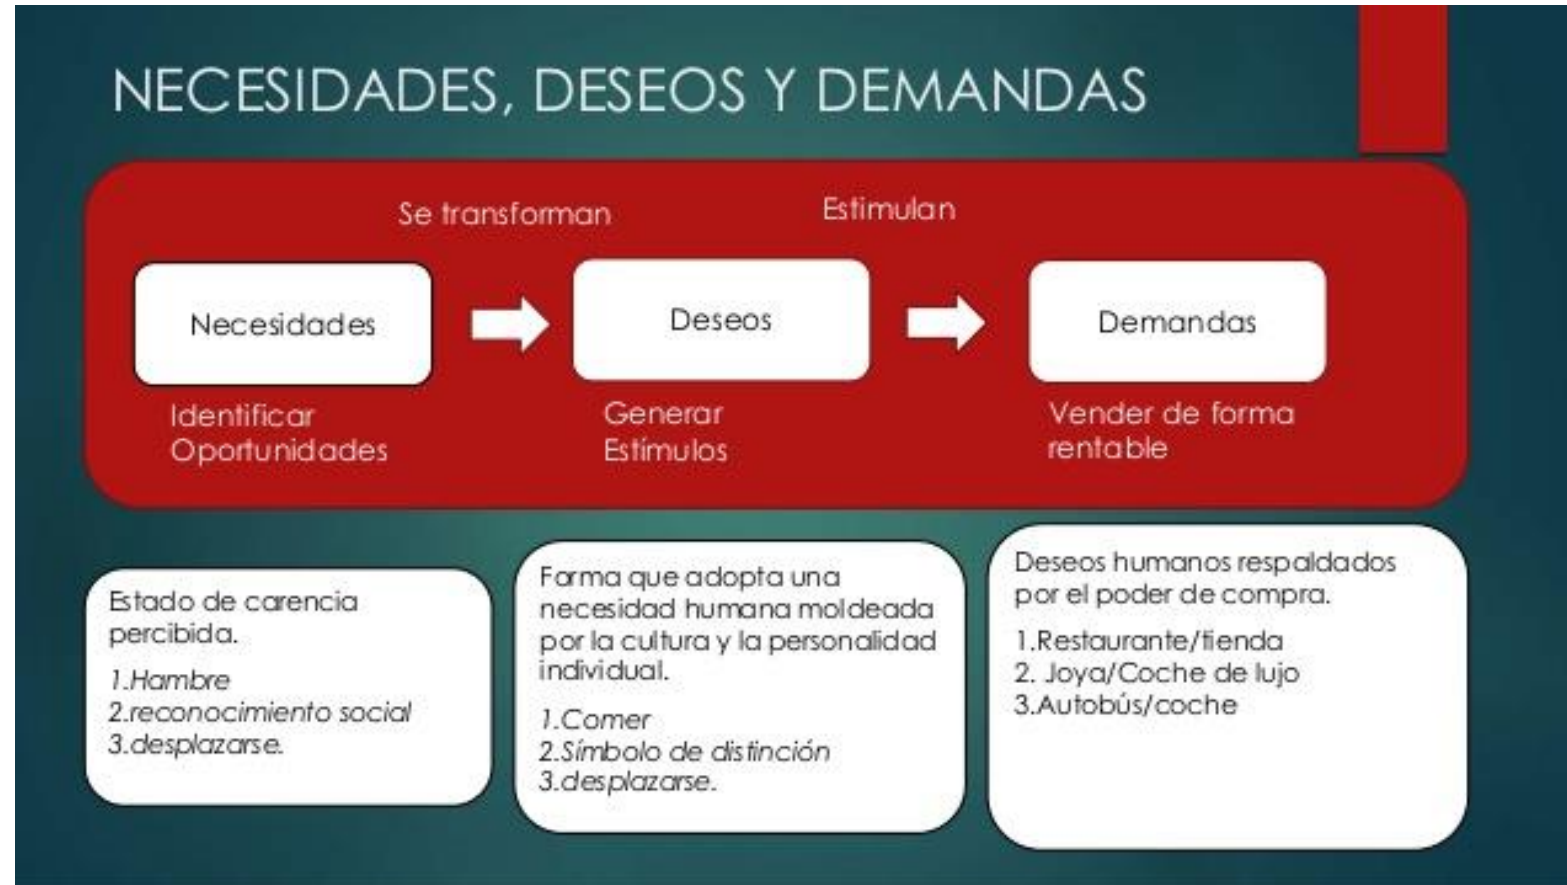 NECESIDADES, DESEOS Y DEMANDAS
Se transforman
Estimulan
Necesidades
Deseos
Demandas
Identificar
Oportunidades
Generar
Estímulos
Vender de forma
rentable
Estado de carencia
percibida.
1.Hambre
2.reconocimiento social
3.desplazarse.
Forma que adopta una
necesidad humana moldeada
por la cultura y la personalidad
individual.
1.Comer
2.Símbolo de distinción
3.desplazarse.
Deseos humanos respaldados
por el poder de compra.
1.Restaurante/tienda
2. Joya/Coche de lujo
3.Autobús/coche